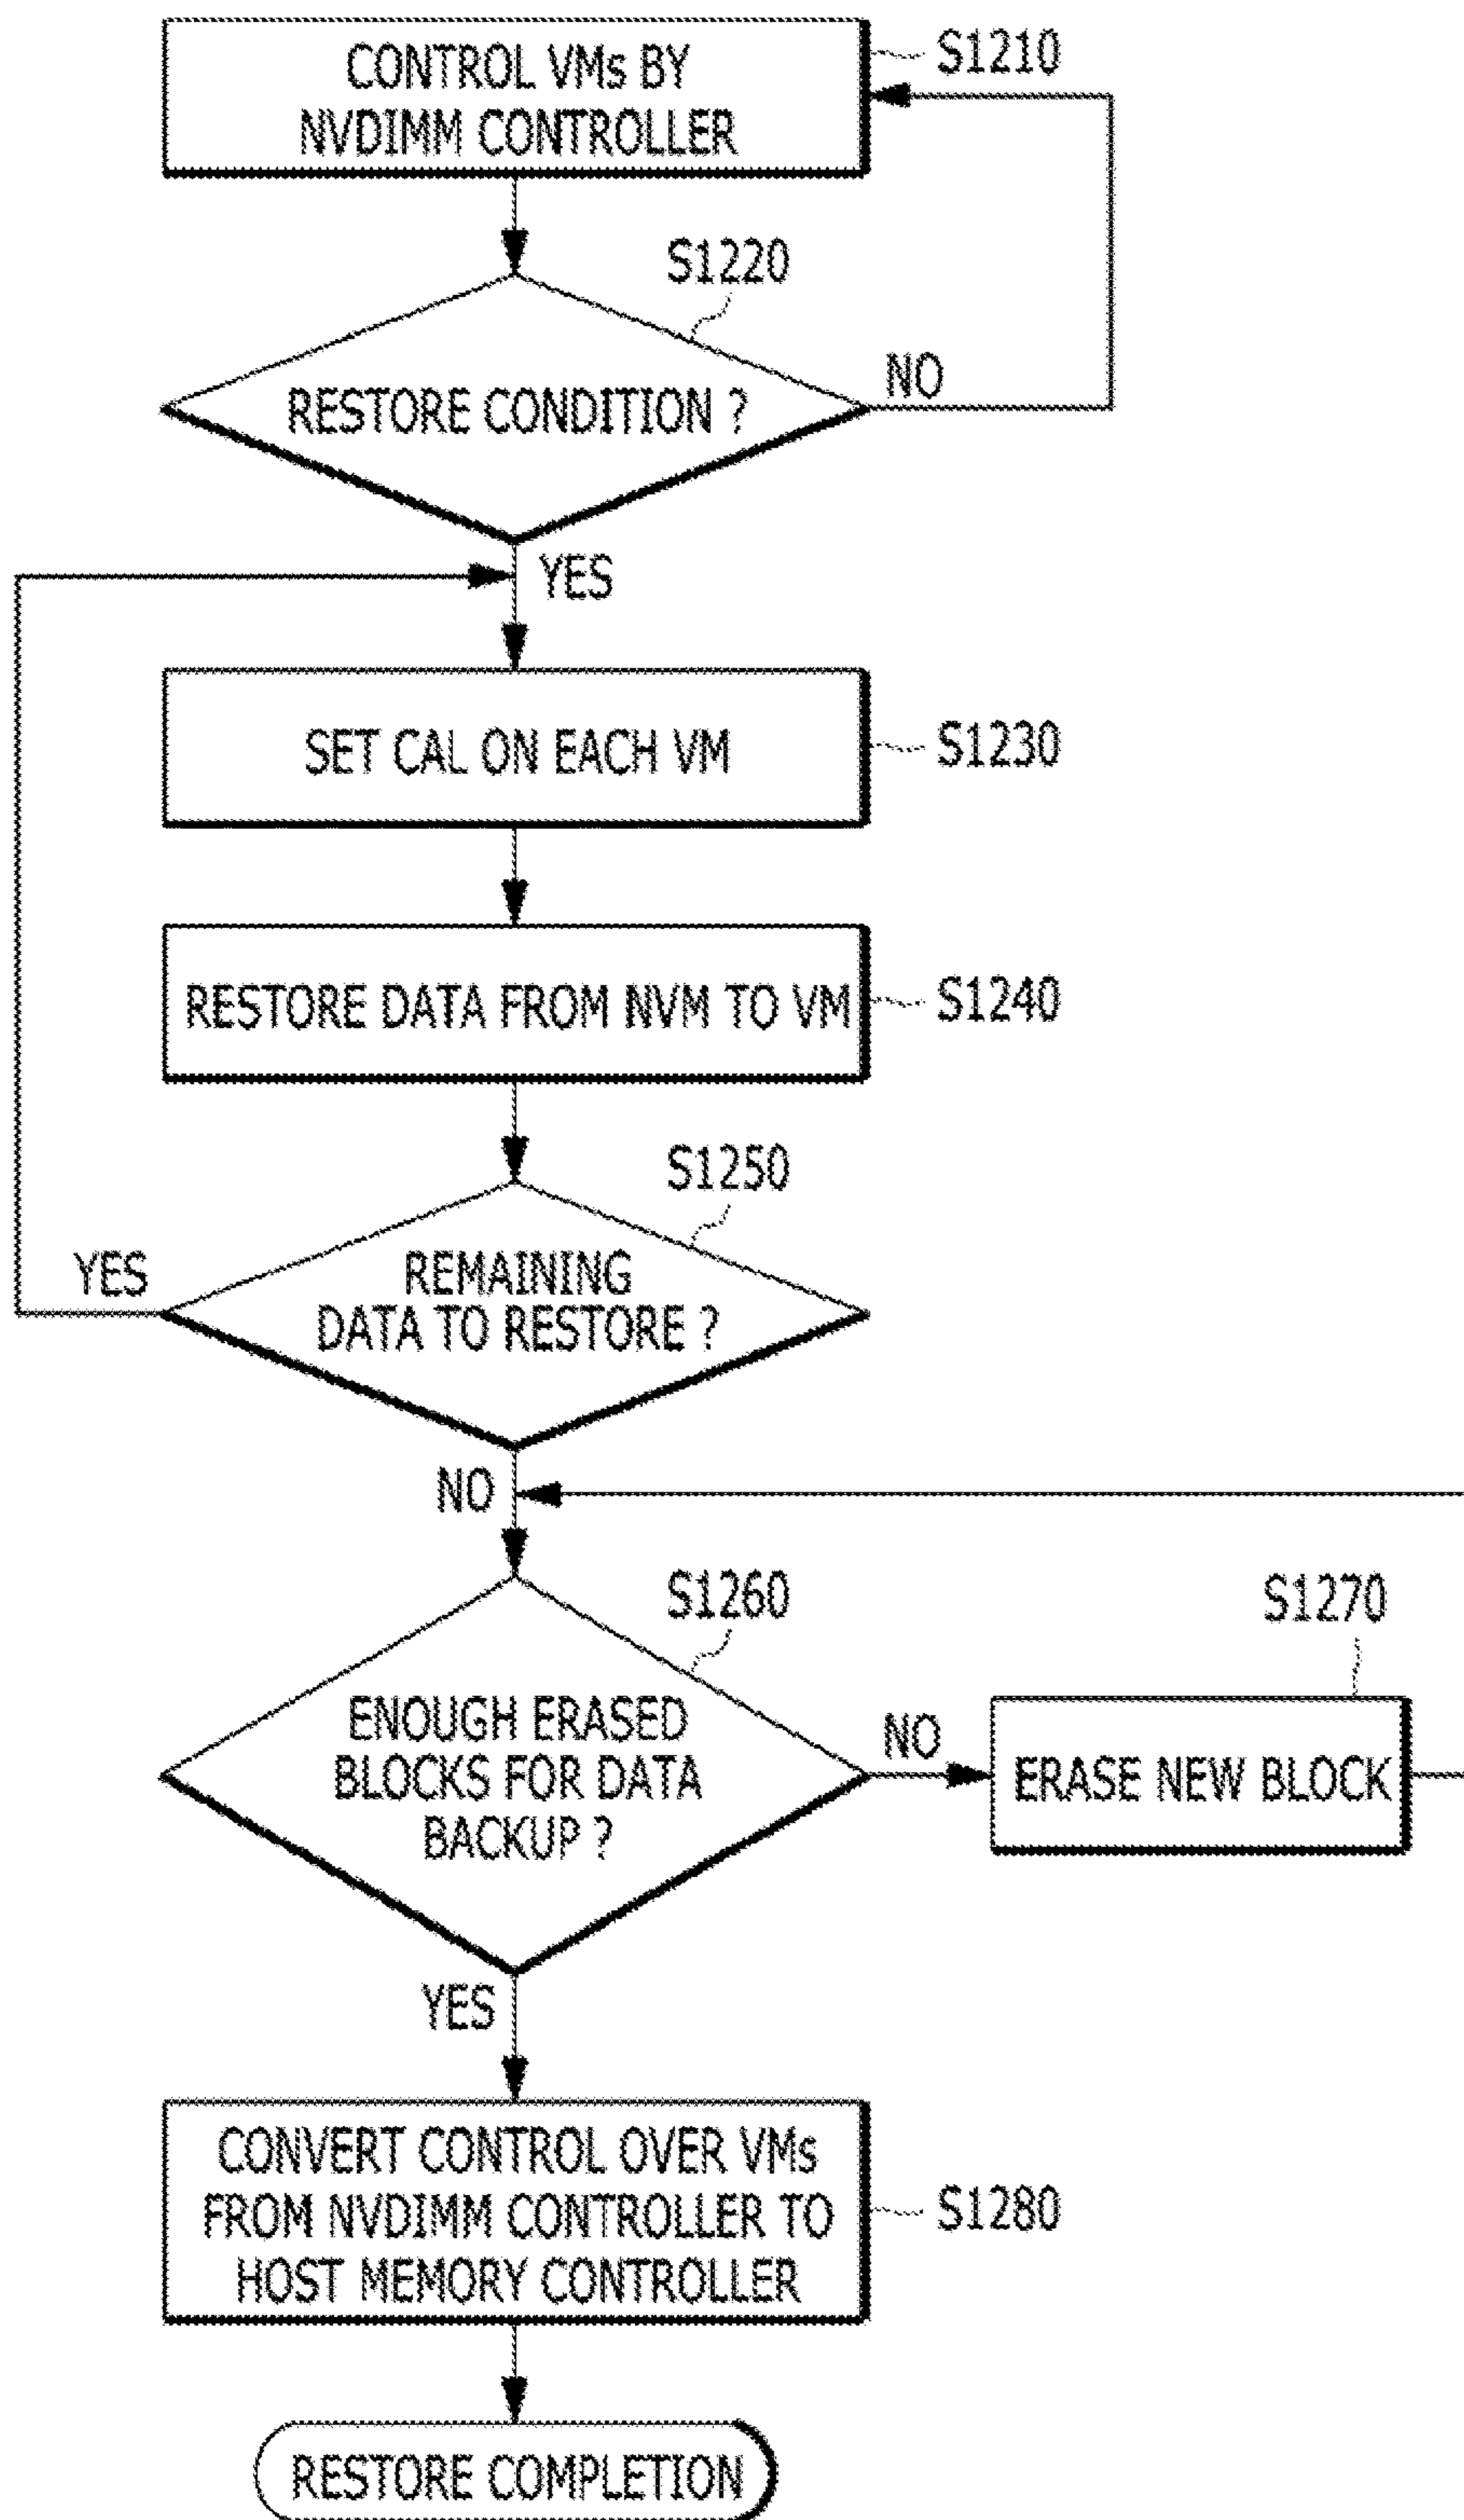 CONTROL VMs BY
NVDIMM CONTROLLER
S1210
S1220
RESTORE CONDITION ?
NO
YES
SET CAL ON EACH VM
S1230
RESTORE DATA FROM NVM TO VM
S1240
S1250
YES
REMAINING
DATA TO RESTORE ?
NO
S1260
S1270
ENOUGH ERASED
BLOCKS FOR DATA
BACKUP ?
NO
ERASE NEW BLOCK
YES
CONVERT CONTROL OVER VMs
FROM NVDIMM CONTROLLER TO
HOST MEMORY CONTROLLER
S1280
RESTORE COMPLETION